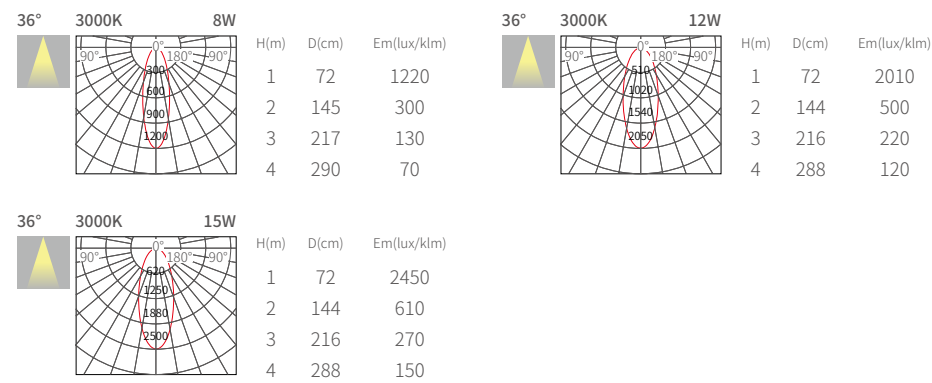 36° 3000K 8W
H(m) D(cm) Em(lux/klm)
0°
90° 180° 90°
300
600
900
1200
1 72 1220
2 145 300
3 217 130
4 290 70
36° 3000K 12W
H(m) D(cm) Em(lux/klm)
0°
90° 180° 90°
510
1020
1540
2050
1 72 2010
2 144 500
3 216 220
4 288 120
36° 3000K 15W
H(m) D(cm) Em(lux/klm)
0°
90° 180° 90°
620
1250
1880
2500
1 72 2450
2 144 610
3 216 270
4 288 150